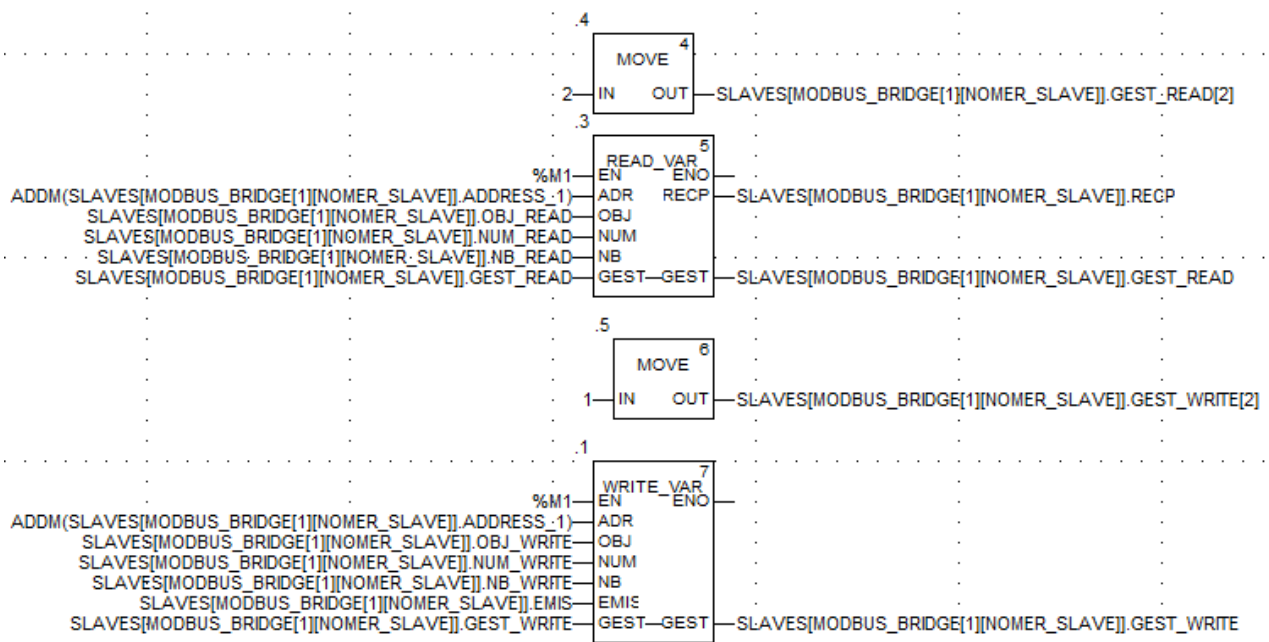 .4
4
MOVE
2 IN OUT SLAVES[MODBUS_BRIDGE[1][NOMER_SLAVE]].GEST_READ[2]
.3
5
READ_VAR
%M1 EN ENO
ADDM(SLAVES[MODBUS_BRIDGE[1][NOMER_SLAVE]].ADDRESS_1) ADR RECP SLAVES[MODBUS_BRIDGE[1][NOMER_SLAVE]].RECP
SLAVES[MODBUS_BRIDGE[1][NOMER_SLAVE]].OBJ_READ OBJ
SLAVES[MODBUS_BRIDGE[1][NOMER_SLAVE]].NUM_READ NUM
SLAVES[MODBUS_BRIDGE[1][NOMER_SLAVE]].NB_READ NB
SLAVES[MODBUS_BRIDGE[1][NOMER_SLAVE]].GEST_READ GEST GEST SLAVES[MODBUS_BRIDGE[1][NOMER_SLAVE]].GEST_READ
.5
6
MOVE
1 IN OUT SLAVES[MODBUS_BRIDGE[1][NOMER_SLAVE]].GEST_WRITE[2]
.1
7
WRITE_VAR
%M1 EN ENO
ADDM(SLAVES[MODBUS_BRIDGE[1][NOMER_SLAVE]].ADDRESS_1) ADR
SLAVES[MODBUS_BRIDGE[1][NOMER_SLAVE]].OBJ_WRITE OBJ
SLAVES[MODBUS_BRIDGE[1][NOMER_SLAVE]].NUM_WRITE NUM
SLAVES[MODBUS_BRIDGE[1][NOMER_SLAVE]].NB_WRITE NB
SLAVES[MODBUS_BRIDGE[1][NOMER_SLAVE]].EMIS EMIS
SLAVES[MODBUS_BRIDGE[1][NOMER_SLAVE]].GEST_WRITE GEST GEST SLAVES[MODBUS_BRIDGE[1][NOMER_SLAVE]].GEST_WRITE